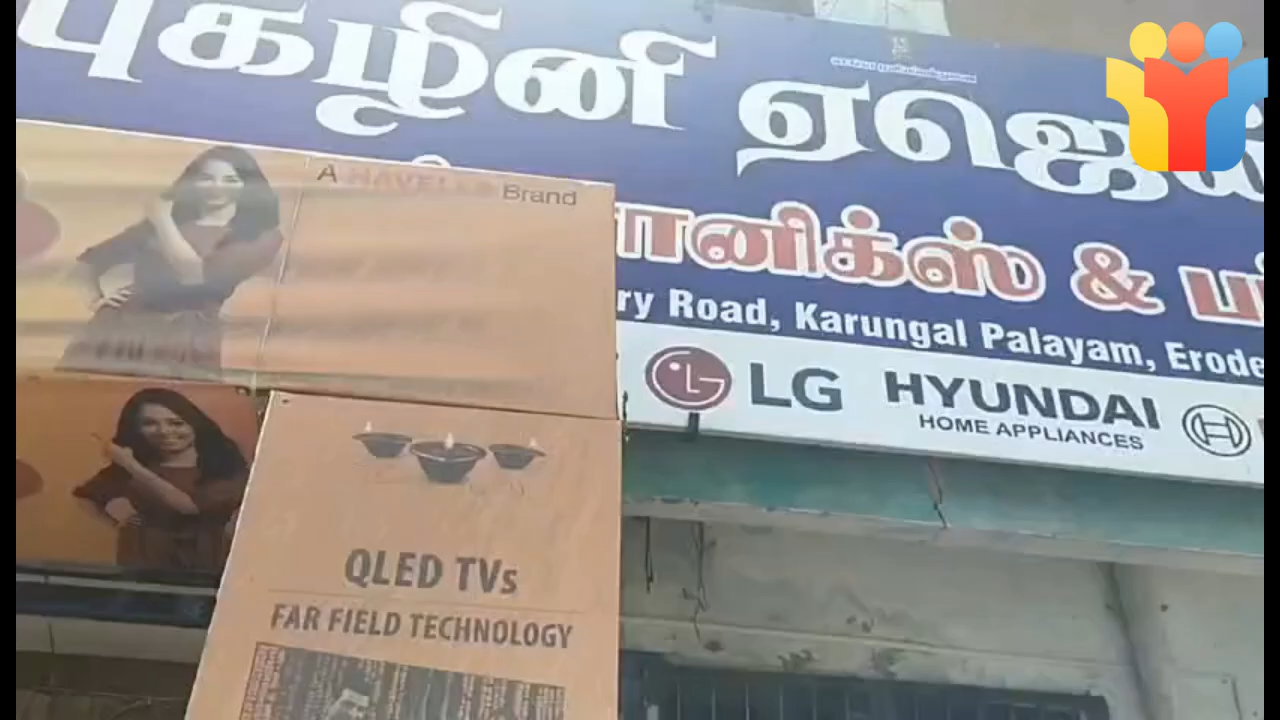 புகழினி ஏஜென்
ானிக்ஸ் & ப
ry Road, Karungal Palayam, Erode
A HAVELLS Brand
LG HYUNDAI
HOME APPLIANCES
QLED TVs
FAR FIELD TECHNOLOGY